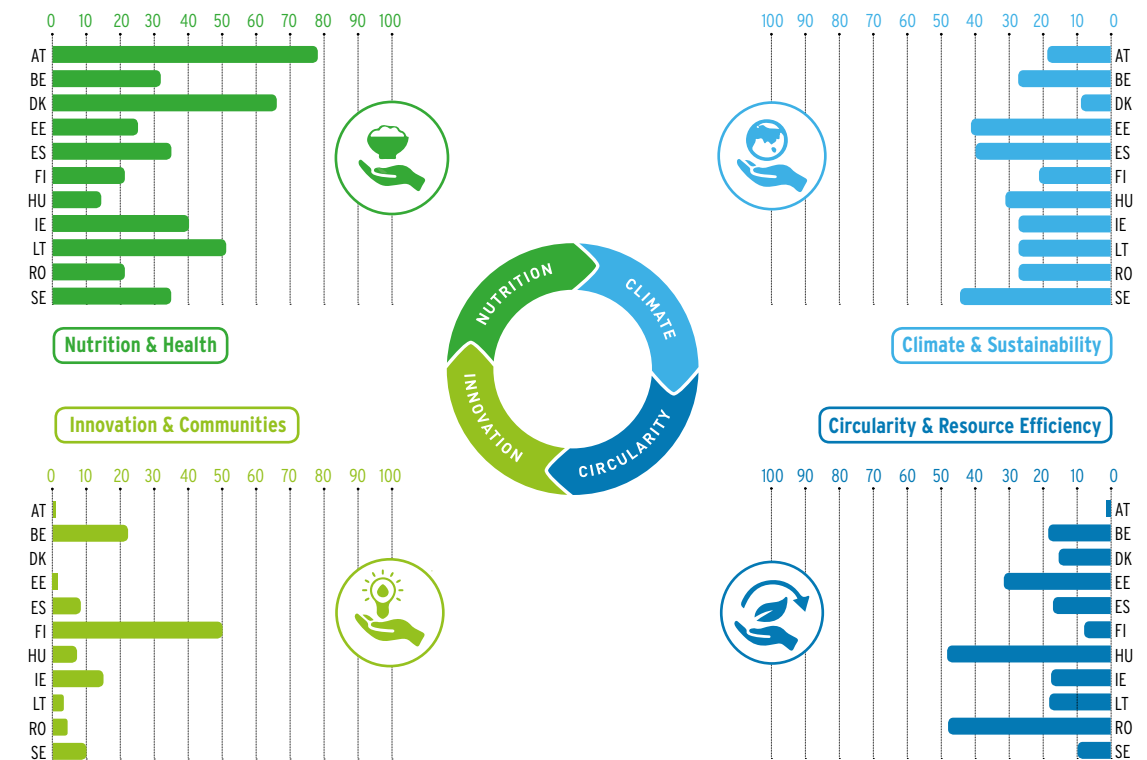 0 10 20 30 40 50 60 70 80 90 100
AT
BE
DK
EE
ES
FI
HU
IE
LT
RO
SE
Nutrition & Health
100 90 80 70 60 50 40 30 20 10 0
AT
BE
DK
EE
ES
FI
HU
IE
LT
RO
SE
Climate & Sustainability
NUTRITION
CLIMATE
CIRCULARITY
INNOVATION
Innovation & Communities
0 10 20 30 40 50 60 70 80 90 100
AT
BE
DK
EE
ES
FI
HU
IE
LT
RO
SE
Circularity & Resource Efficiency
100 90 80 70 60 50 40 30 20 10 0
AT
BE
DK
EE
ES
FI
HU
IE
LT
RO
SE